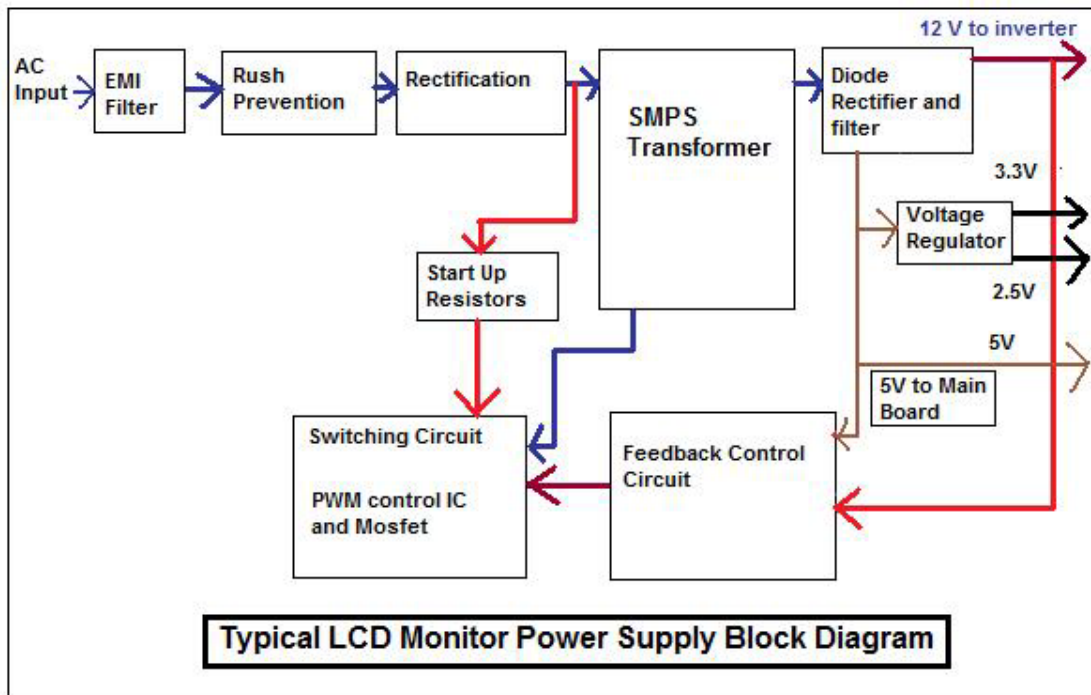 12 V to inverter
AC
Input
EMI
Filter
Rush
Prevention
Rectification
SMPS
Transformer
Diode
Rectifier and
filter
3.3V
Voltage
Regulator
2.5V
Start Up
Resistors
5V
5V to Main
Board
Switching Circuit
PWM control IC
and Mosfet
Feedback Control
Circuit
Typical LCD Monitor Power Supply Block Diagram